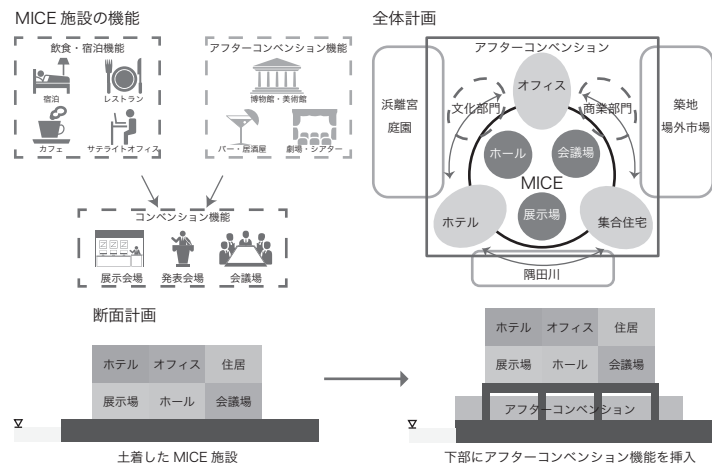 MICE 施設の機能
飲食・宿泊機能
宿泊
レストラン
カフェ
サテライトオフィス
アフターコンベンション機能
博物館・美術館
バー・居酒屋
劇場・シアター
コンベンション機能
展示会場
発表会場
会議場
全体計画
アフターコンベンション
浜離宮
庭園
文化部門
オフィス
商業部門
築地
場外市場
ホール
会議場
MICE
ホテル
展示場
集合住宅
隅田川
断面計画
ホテル
オフィス
住居
展示場
ホール
会議場
土着した MICE 施設
ホテル
オフィス
住居
展示場
ホール
会議場
アフターコンベンション
下部にアフターコンベンション機能を挿入